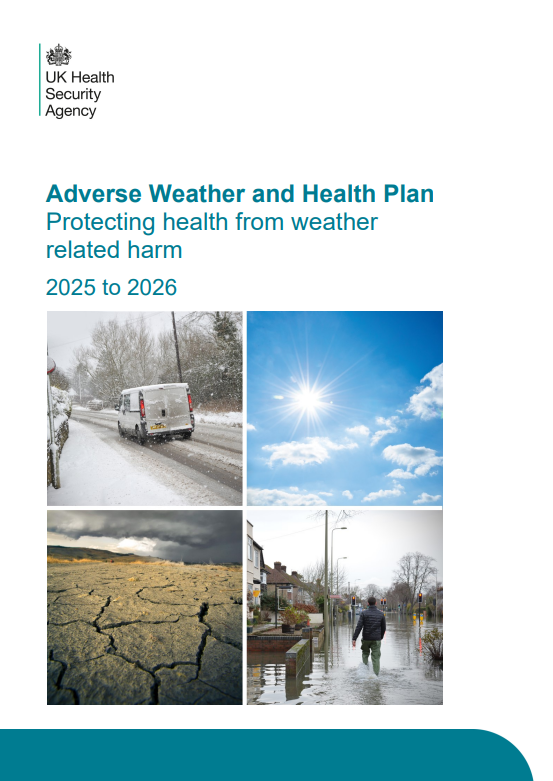 UK Health
Security
Agency
Adverse Weather and Health Plan
Protecting health from weather
related harm
2025 to 2026